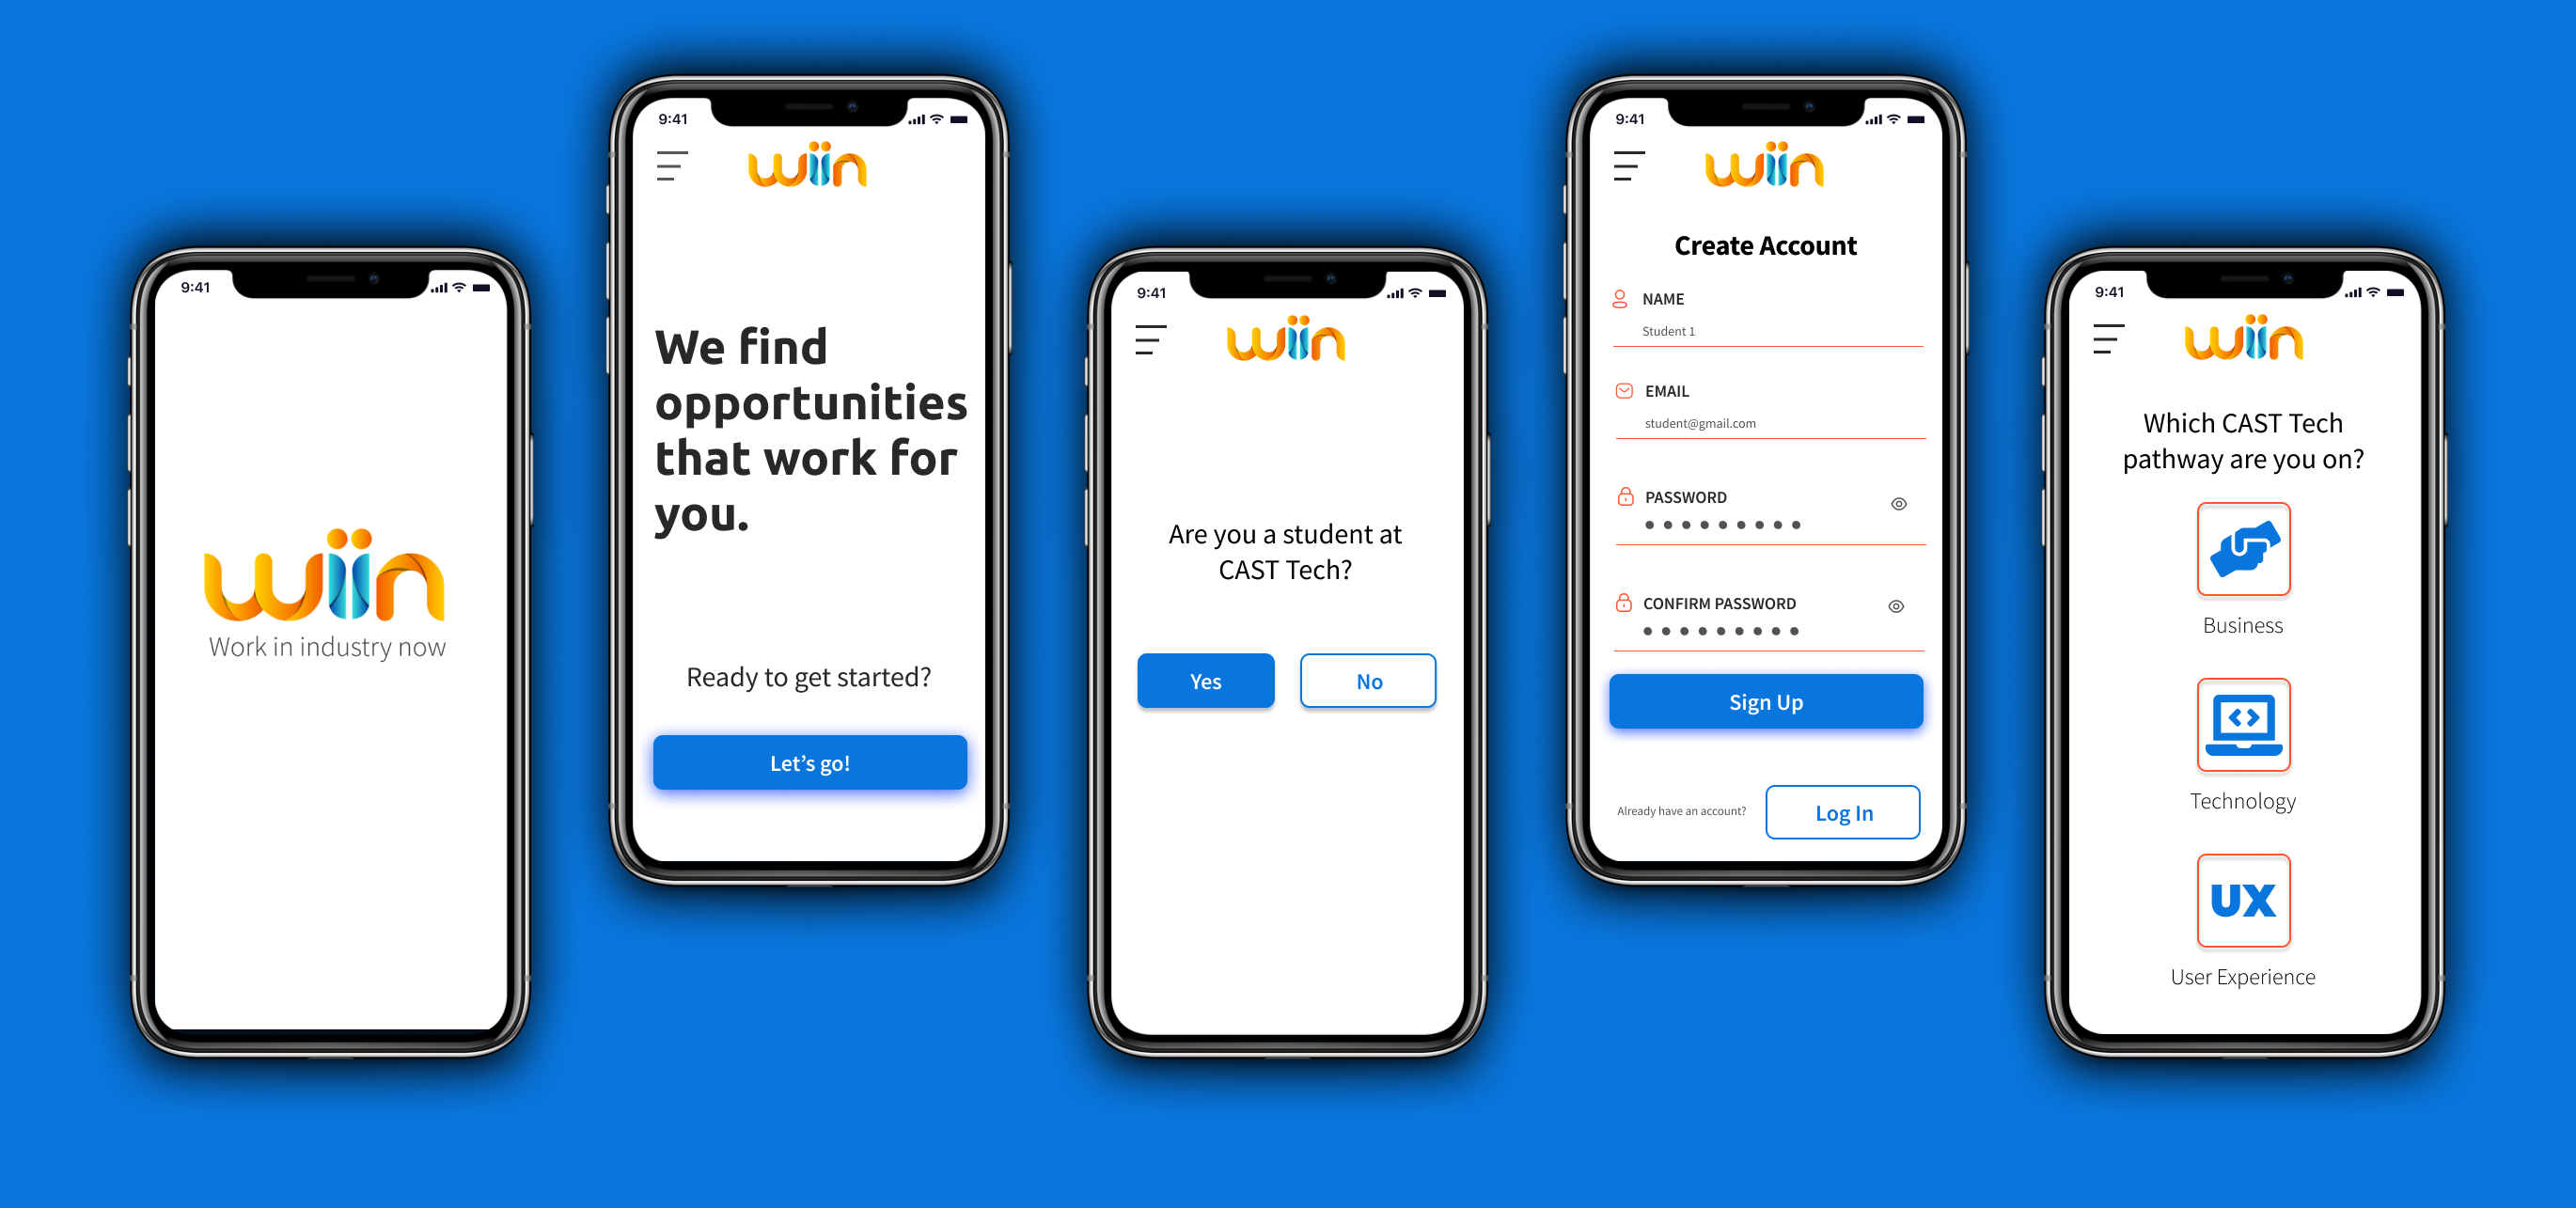 9:41
wiin
Work in industry now
9:41
wiin
We find
opportunities
that work for
you.
Ready to get started?
Let’s go!
9:41
wiin
Are you a student at
CAST Tech?
Yes
No
9:41
wiin
Create Account
NAME
Student 1
EMAIL
student@gmail.com
PASSWORD
CONFIRM PASSWORD
Sign Up
Already have an account?
Log In
9:41
wiin
Which CAST Tech
pathway are you on?
Business
Technology
UX
User Experience